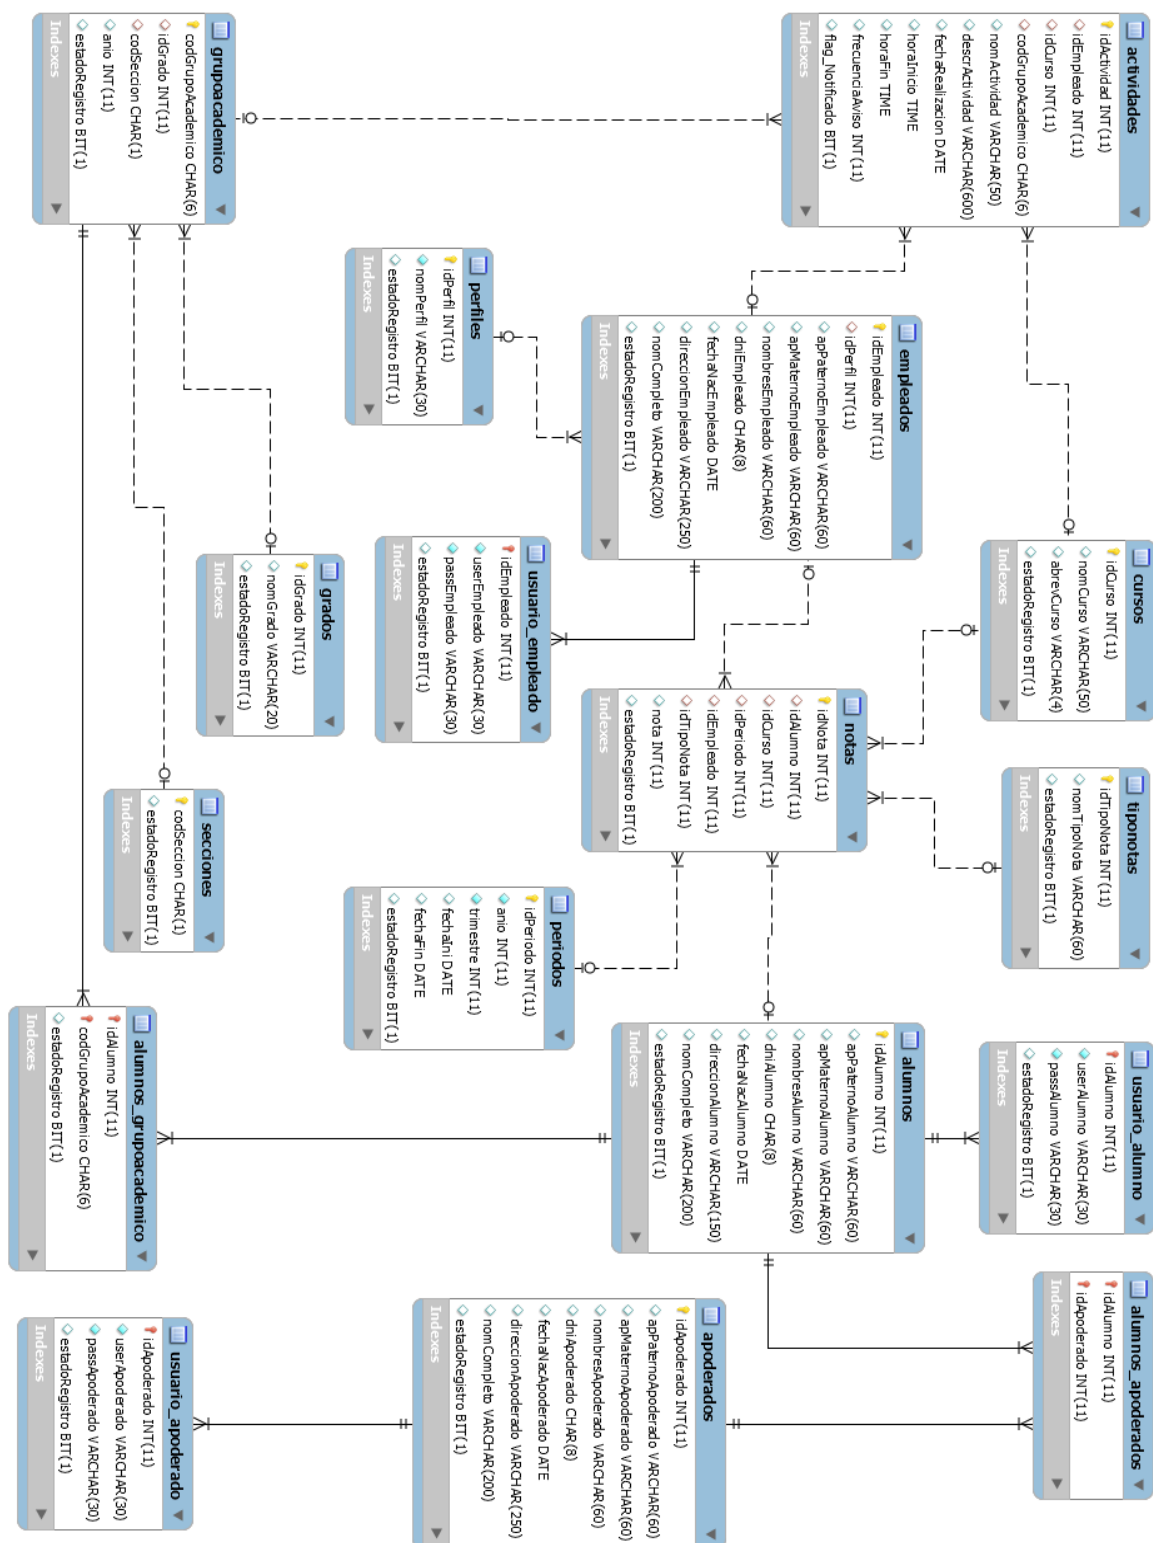 actividades
idActividad INT(11)
idEmpleado INT(11)
idCurso INT(11)
codGrupoAcademico CHAR(6)
nomActividad VARCHAR(50)
descrActividad VARCHAR(600)
fechaRealizacion DATE
horaInicio TIME
horaFin TIME
frecuenciaAviso INT(11)
flag_Notificado BIT(1)
Indexes
cursos
idCurso INT(11)
nomCurso VARCHAR(50)
abrevCurso VARCHAR(4)
estadoRegistro BIT(1)
Indexes
tiponotas
idTipoNota INT(11)
nomTipoNota VARCHAR(60)
estadoRegistro BIT(1)
Indexes
usuario_alumno
idAlumno INT(11)
userAlumno VARCHAR(30)
passAlumno VARCHAR(30)
estadoRegistro BIT(1)
Indexes
alumnos_apoderados
idAlumno INT(11)
idApoderado INT(11)
Indexes
empleados
idEmpleado INT(11)
idPerfil INT(11)
apPaternoEmpleado VARCHAR(60)
apMaternoEmpleado VARCHAR(60)
nombresEmpleado VARCHAR(60)
dniEmpleado CHAR(8)
fechaNacEmpleado DATE
direccionEmpleado VARCHAR(250)
nomCompleto VARCHAR(200)
estadoRegistro BIT(1)
Indexes
notas
idNota INT(11)
idAlumno INT(11)
idCurso INT(11)
idPeriodo INT(11)
idEmpleado INT(11)
idTipoNota INT(11)
nota INT(11)
estadoRegistro BIT(1)
Indexes
alumnos
idAlumno INT(11)
apPaternoAlumno VARCHAR(60)
apMaternoAlumno VARCHAR(60)
nombresAlumno VARCHAR(60)
dniAlumno CHAR(8)
fechaNacAlumno DATE
direccionAlumno VARCHAR(150)
nomCompleto VARCHAR(200)
estadoRegistro BIT(1)
Indexes
apoderados
idApoderado INT(11)
apPaternoApoderado VARCHAR(60)
apMaternoApoderado VARCHAR(60)
nombresApoderado VARCHAR(60)
dniApoderado CHAR(8)
fechaNacApoderado DATE
direccionApoderado VARCHAR(250)
nomCompleto VARCHAR(200)
estadoRegistro BIT(1)
Indexes
perfiles
idPerfil INT(11)
nomPerfil VARCHAR(30)
estadoRegistro BIT(1)
Indexes
usuario_empleado
idEmpleado INT(11)
userEmpleado VARCHAR(30)
passEmpleado VARCHAR(30)
estadoRegistro BIT(1)
Indexes
periodos
idPeriodo INT(11)
anio INT(11)
trimestre INT(11)
fechaIni DATE
fechaFin DATE
estadoRegistro BIT(1)
Indexes
grupoacademico
codGrupoAcademico CHAR(6)
idGrado INT(11)
codSeccion CHAR(1)
anio INT(11)
estadoRegistro BIT(1)
Indexes
grados
idGrado INT(11)
nomGrado VARCHAR(20)
estadoRegistro BIT(1)
Indexes
secciones
codSeccion CHAR(1)
estadoRegistro BIT(1)
Indexes
alumnos_grupoacademico
idAlumno INT(11)
codGrupoAcademico CHAR(6)
estadoRegistro BIT(1)
Indexes
usuario_apoderado
idApoderado INT(11)
userApoderado VARCHAR(30)
passApoderado VARCHAR(30)
estadoRegistro BIT(1)
Indexes